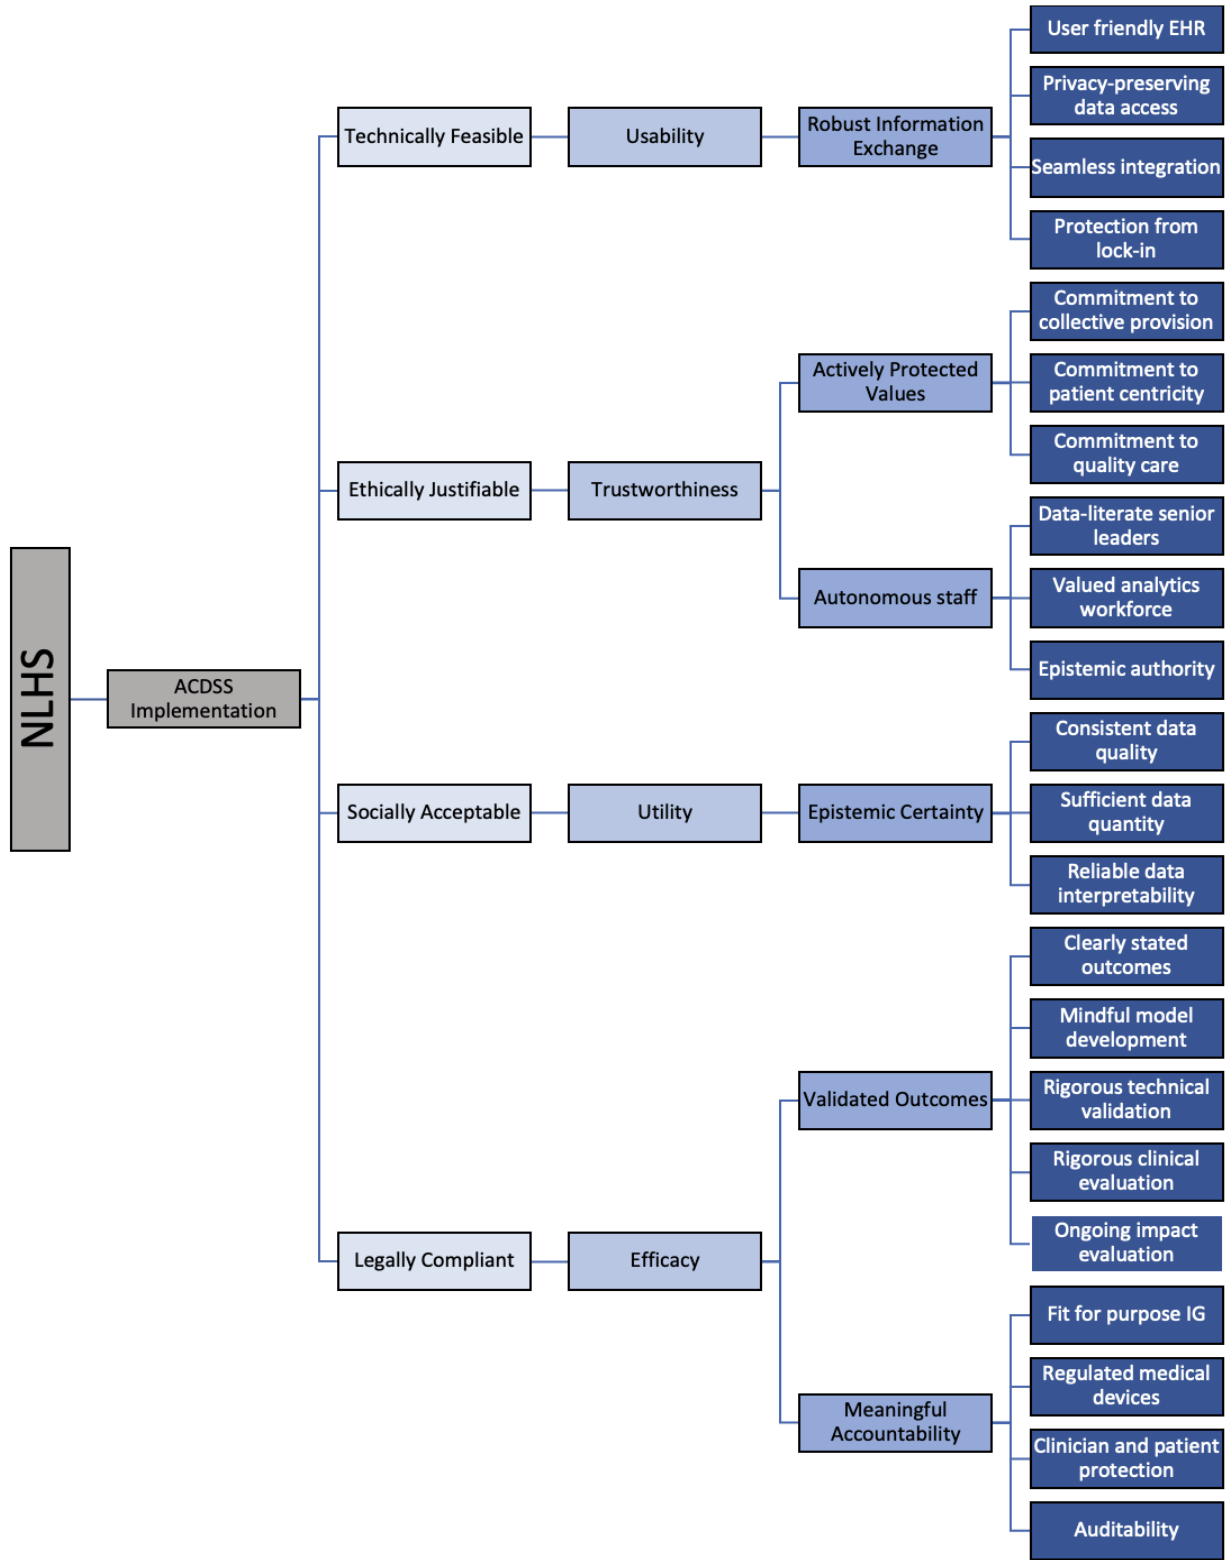 NLHS
ACDSS
Implementation
Technically Feasible
Usability
Robust Information
Exchange
User friendly EHR
Privacy-preserving
data access
Seamless integration
Protection from
lock-in
Ethically Justifiable
Trustworthiness
Actively Protected
Values
Commitment to
collective provision
Commitment to
patient centricity
Commitment to
quality care
Autonomous staff
Data-literate senior
leaders
Valued analytics
workforce
Epistemic authority
Socially Acceptable
Utility
Epistemic Certainty
Consistent data
quality
Sufficient data
quantity
Reliable data
interpretability
Legally Compliant
Efficacy
Validated Outcomes
Clearly stated
outcomes
Mindful model
development
Rigorous technical
validation
Rigorous clinical
evaluation
Ongoing impact
evaluation
Meaningful
Accountability
Fit for purpose IG
Regulated medical
devices
Clinician and patient
protection
Auditability